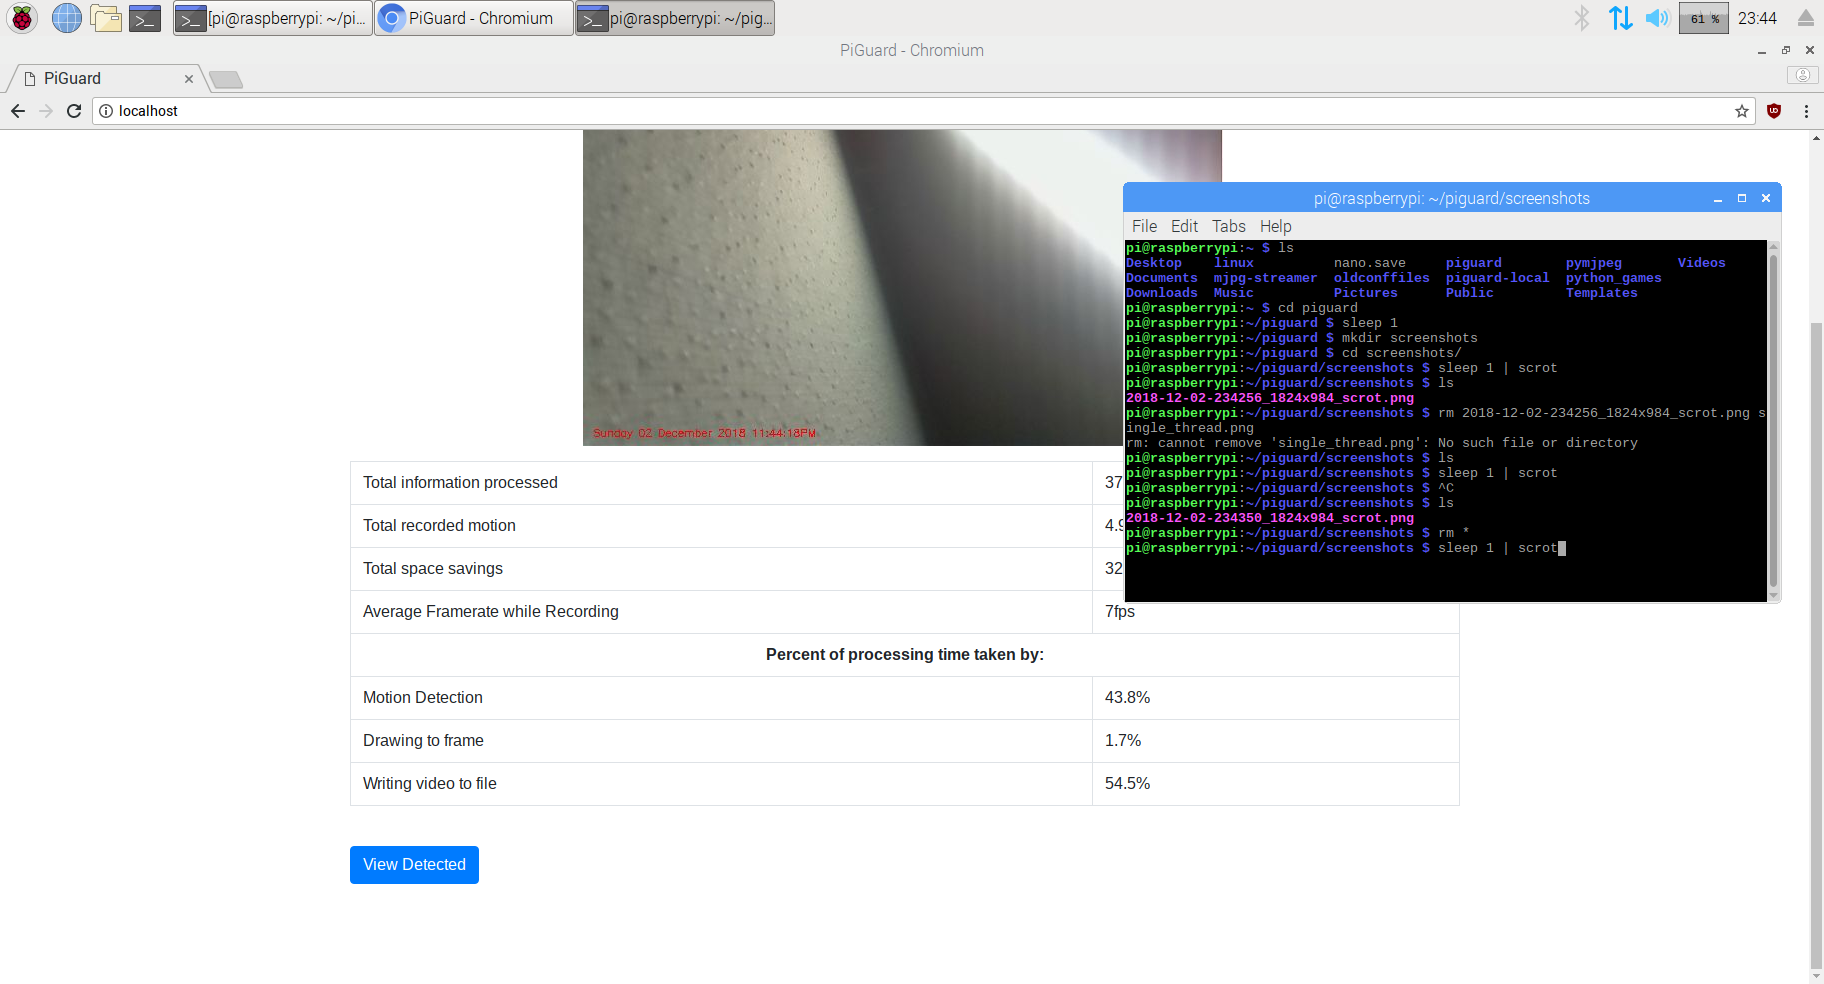 [pi@raspberrypi: ~/pi... PiGuard - Chromium pi@raspberrypi: ~/pig... 61 % 23:44
PiGuard - Chromium
PiGuard
localhost
Sunday 02 December 2018 11:44:18PM
Total information processed 37
Total recorded motion 4.9
Total space savings 32
Average Framerate while Recording 7fps
Percent of processing time taken by:
Motion Detection 43.8%
Drawing to frame 1.7%
Writing video to file 54.5%
View Detected
pi@raspberrypi: ~/piguard/screenshots
File Edit Tabs Help
pi@raspberrypi:~ $ ls
Desktop linux nano.save piguard pymjpeg Videos
Documents mjpg-streamer oldconffiles piguard-local python_games
Downloads Music Pictures Public Templates
pi@raspberrypi:~ $ cd piguard
pi@raspberrypi:~/piguard $ sleep 1
pi@raspberrypi:~/piguard $ mkdir screenshots
pi@raspberrypi:~/piguard $ cd screenshots/
pi@raspberrypi:~/piguard/screenshots $ sleep 1 | scrot
pi@raspberrypi:~/piguard/screenshots $ ls
2018-12-02-234256_1824x984_scrot.png
pi@raspberrypi:~/piguard/screenshots $ rm 2018-12-02-234256_1824x984_scrot.png s
ingle_thread.png
rm: cannot remove 'single_thread.png': No such file or directory
pi@raspberrypi:~/piguard/screenshots $ ls
pi@raspberrypi:~/piguard/screenshots $ sleep 1 | scrot
pi@raspberrypi:~/piguard/screenshots $ ^C
pi@raspberrypi:~/piguard/screenshots $ ls
2018-12-02-234350_1824x984_scrot.png
pi@raspberrypi:~/piguard/screenshots $ rm *
pi@raspberrypi:~/piguard/screenshots $ sleep 1 | scrot